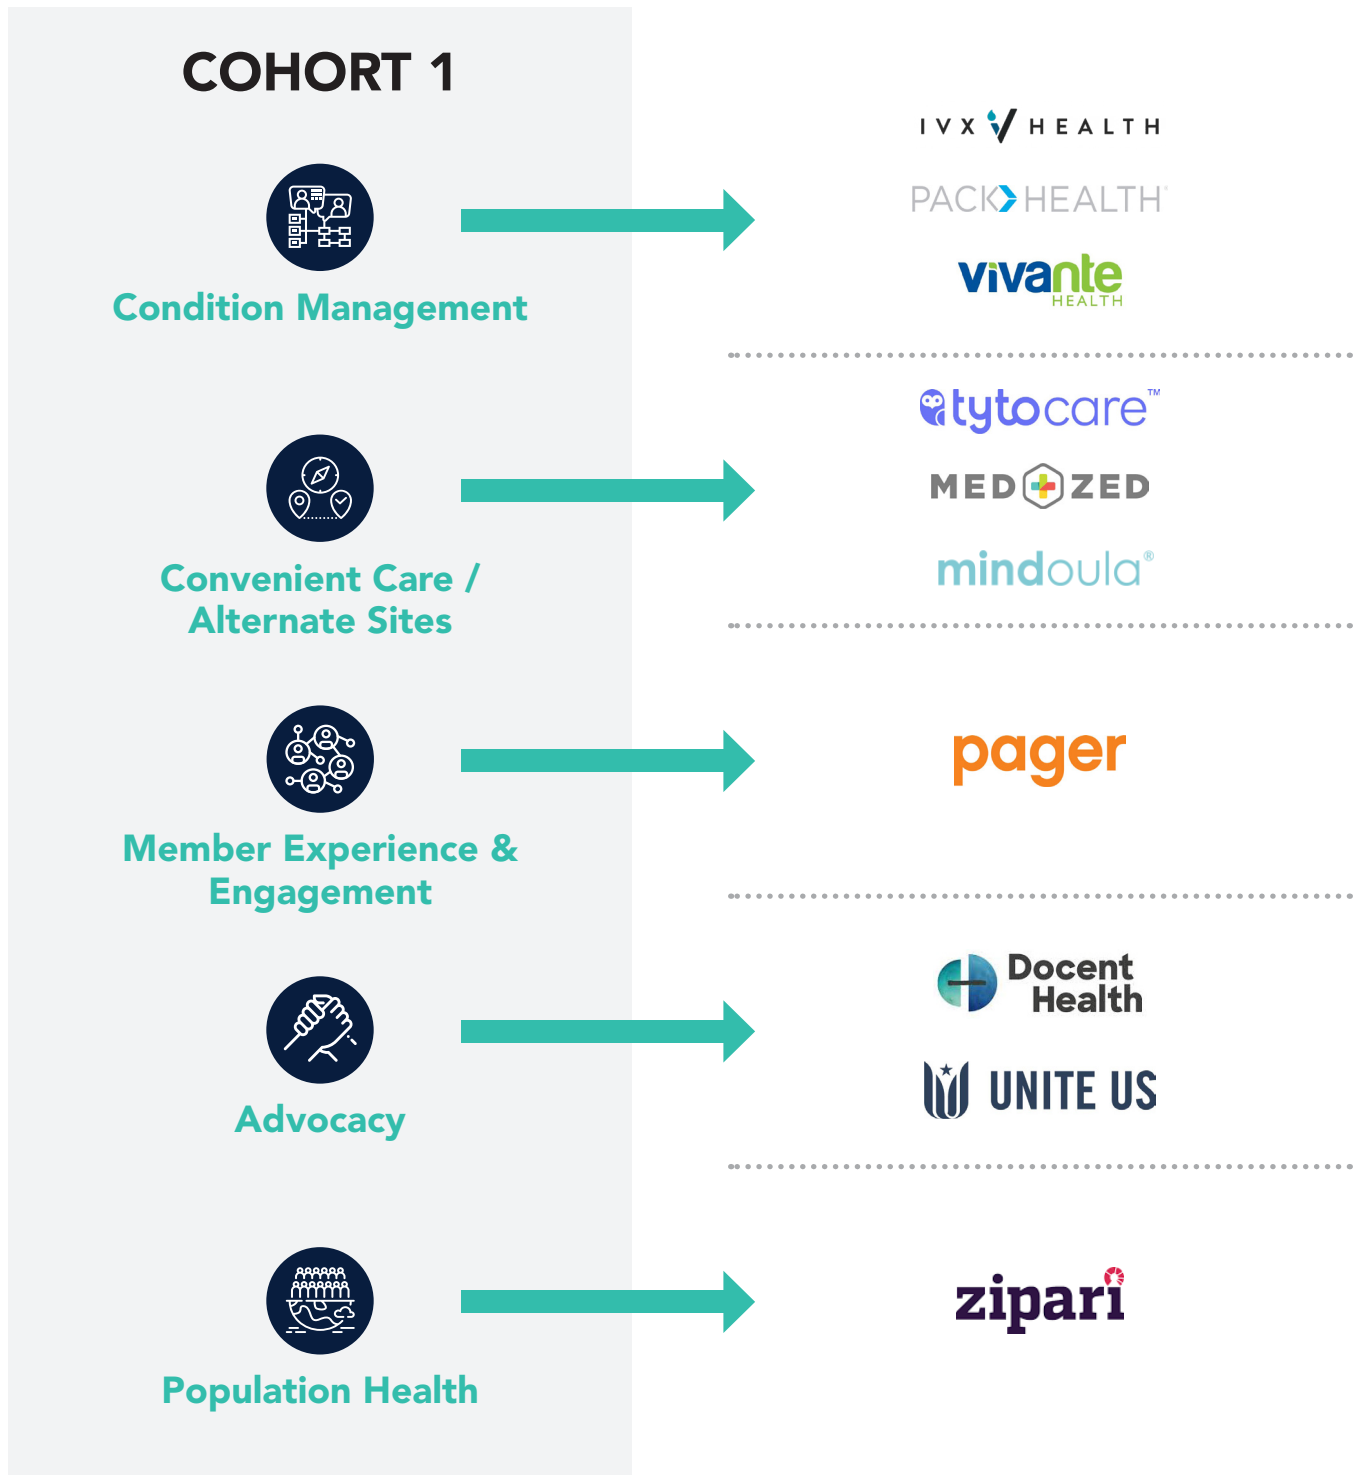 COHORT 1
Condition Management
IVX HEALTH
PACK HEALTH®
vivante
HEALTH
Convenient Care /
Alternate Sites
tytocare™
MED ZED
mindoula®
Member Experience &
Engagement
pager
Advocacy
Docent
Health
UNITE US
Population Health
zipari